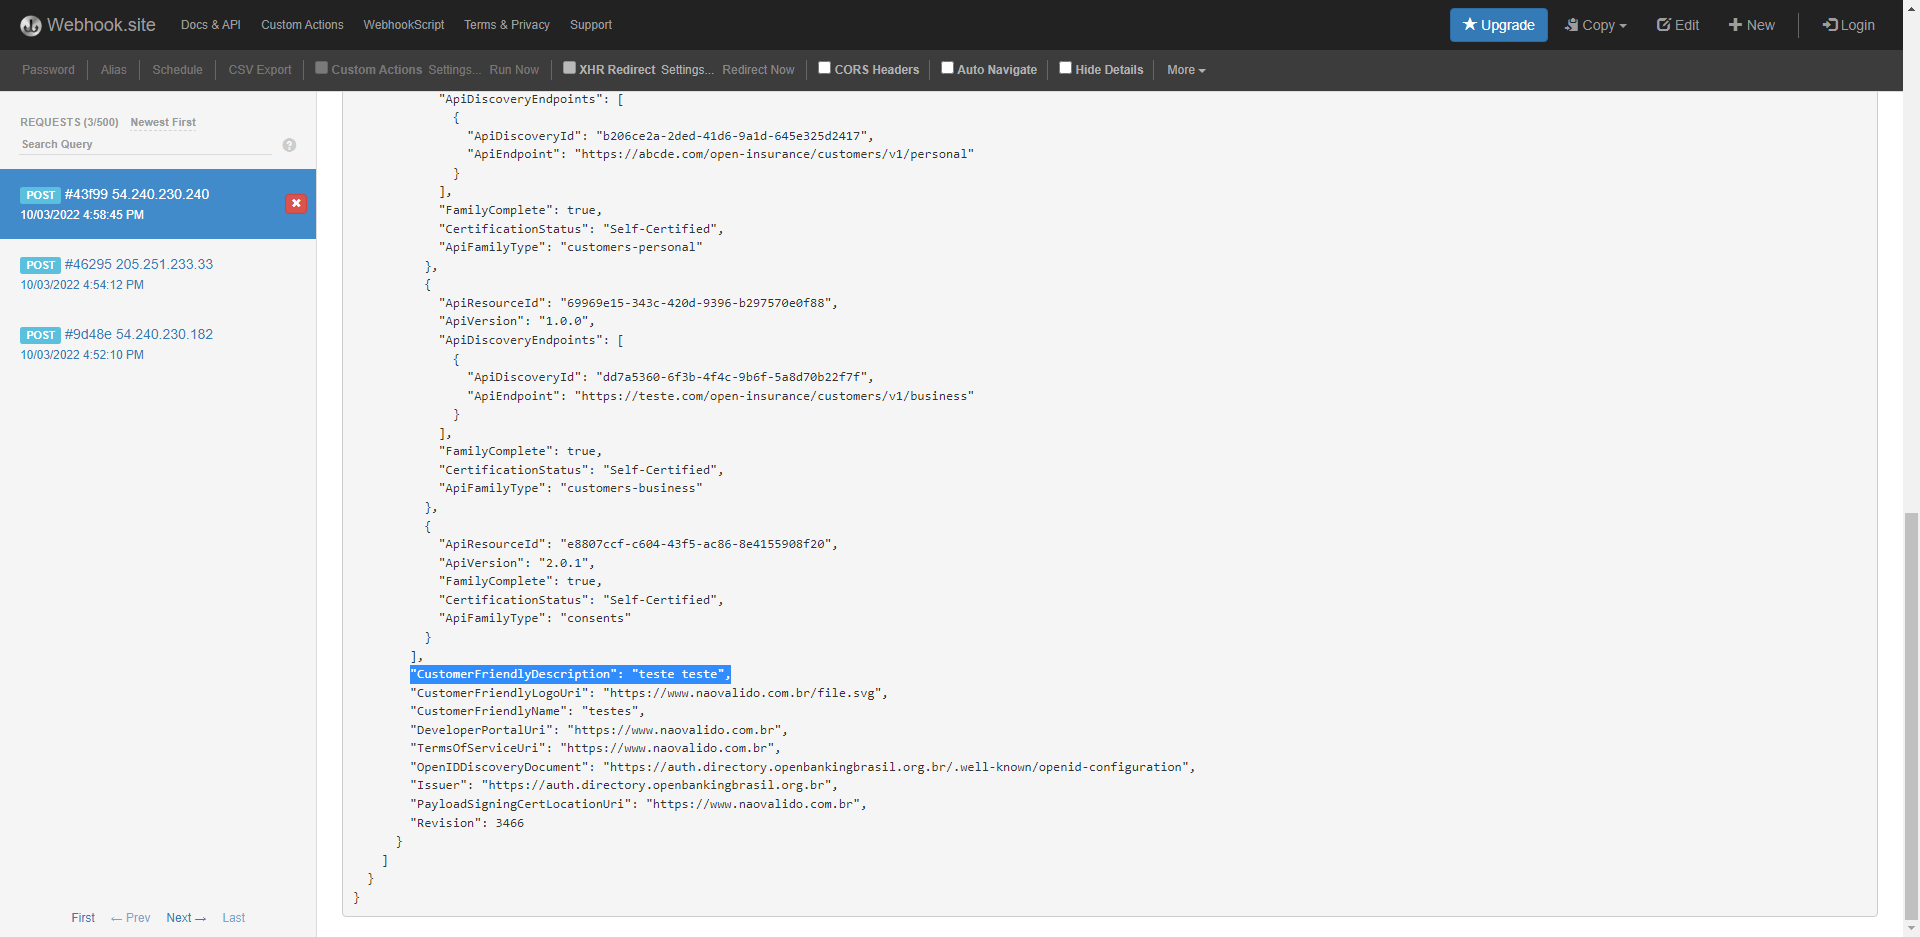 Webhook.site Docs & API Custom Actions WebhookScript Terms & Privacy Support Upgrade Copy Edit New Login
Password Alias Schedule CSV Export Custom Actions Settings... Run Now XHR Redirect Settings... Redirect Now CORS Headers Auto Navigate Hide Details More
REQUESTS (3/500) Newest First
Search Query ?
POST #43f99 54.240.230.240
10/03/2022 4:58:45 PM
POST #46295 205.251.233.33
10/03/2022 4:54:12 PM
POST #9d48e 54.240.230.182
10/03/2022 4:52:10 PM
First ← Prev Next → Last
"ApiDiscoveryEndpoints": [
{
"ApiDiscoveryId": "b206ce2a-2ded-41d6-9a1d-645e325d2417",
"ApiEndpoint": "https://abcde.com/open-insurance/customers/v1/personal"
}
],
"FamilyComplete": true,
"CertificationStatus": "Self-Certified",
"ApiFamilyType": "customers-personal"
},
{
"ApiResourceId": "69969e15-343c-420d-9396-b297570e0f88",
"ApiVersion": "1.0.0",
"ApiDiscoveryEndpoints": [
{
"ApiDiscoveryId": "dd7a5360-6f3b-4f4c-9b6f-5a8d70b22f7f",
"ApiEndpoint": "https://teste.com/open-insurance/customers/v1/business"
}
],
"FamilyComplete": true,
"CertificationStatus": "Self-Certified",
"ApiFamilyType": "customers-business"
},
{
"ApiResourceId": "e8807ccf-c604-43f5-ac86-8e4155908f20",
"ApiVersion": "2.0.1",
"FamilyComplete": true,
"CertificationStatus": "Self-Certified",
"ApiFamilyType": "consents"
}
],
"CustomerFriendlyDescription": "teste teste",
"CustomerFriendlyLogoUri": "https://www.naovalido.com.br/file.svg",
"CustomerFriendlyName": "testes",
"DeveloperPortalUri": "https://www.naovalido.com.br",
"TermsOfServiceUri": "https://www.naovalido.com.br",
"OpenIDDiscoveryDocument": "https://auth.directory.openbankingbrasil.org.br/.well-known/openid-configuration",
"Issuer": "https://auth.directory.openbankingbrasil.org.br",
"PayloadSigningCertLocationUri": "https://www.naovalido.com.br",
"Revision": 3466
}
]
}
}